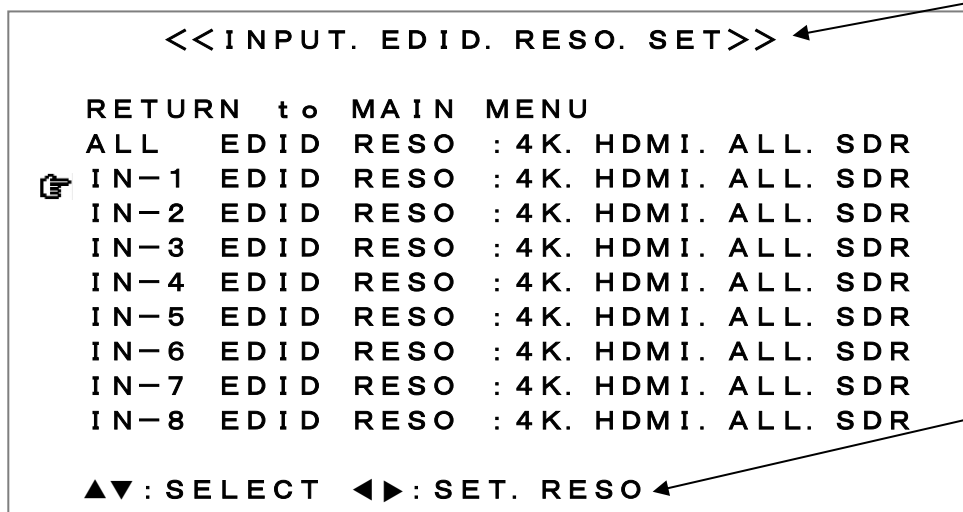 <<INPUT. EDID. RESO. SET>>
RETURN to MAIN MENU
ALL EDID RESO :4K. HDMI. ALL. SDR
IN−1 EDID RESO :4K. HDMI. ALL. SDR
IN−2 EDID RESO :4K. HDMI. ALL. SDR
IN−3 EDID RESO :4K. HDMI. ALL. SDR
IN−4 EDID RESO :4K. HDMI. ALL. SDR
IN−5 EDID RESO :4K. HDMI. ALL. SDR
IN−6 EDID RESO :4K. HDMI. ALL. SDR
IN−7 EDID RESO :4K. HDMI. ALL. SDR
IN−8 EDID RESO :4K. HDMI. ALL. SDR
▲▼:SELECT ◀▶:SET. RESO